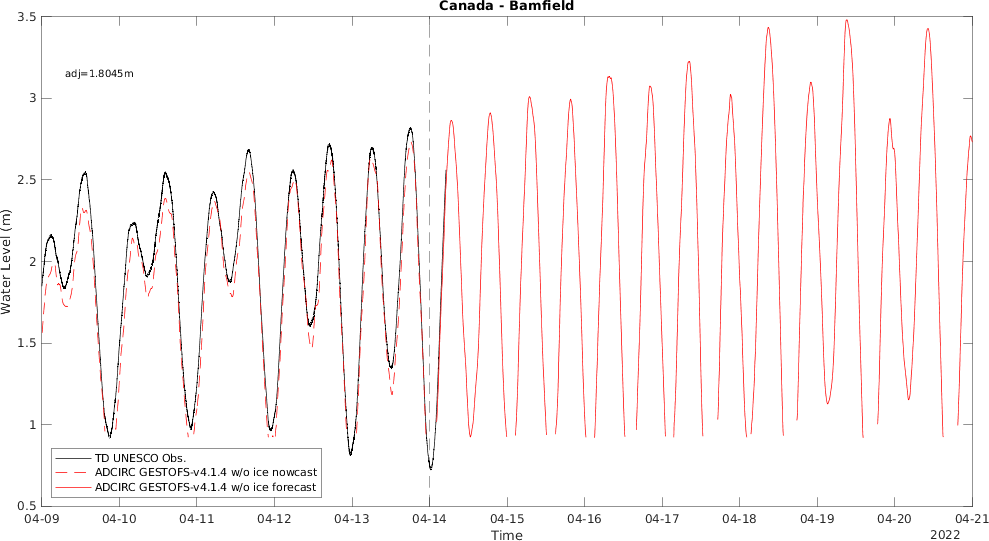 Canada - Bamfield
adj=1.8045m
Water Level (m)
3.5
3
2.5
2
1.5
1
0.5
TD UNESCO Obs.
ADCIRC GESTOFS-v4.1.4 w/o ice nowcast
ADCIRC GESTOFS-v4.1.4 w/o ice forecast
04-09 04-10 04-11 04-12 04-13 04-14 04-15 04-16 04-17 04-18 04-19 04-20 04-21
Time
2022